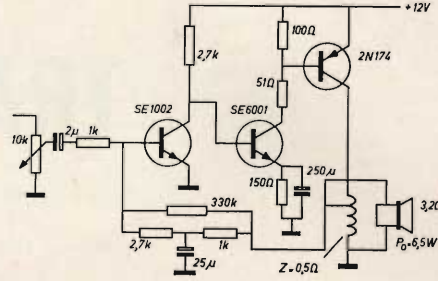 +12V
100Ω
2N174
2,7k
51Ω
SE1002
SE6001
2μ
1k
10k
250μ
150Ω
330k
3,2Ω
2,7k
1k
P₀=6,5W
25μ
Z=0,5Ω